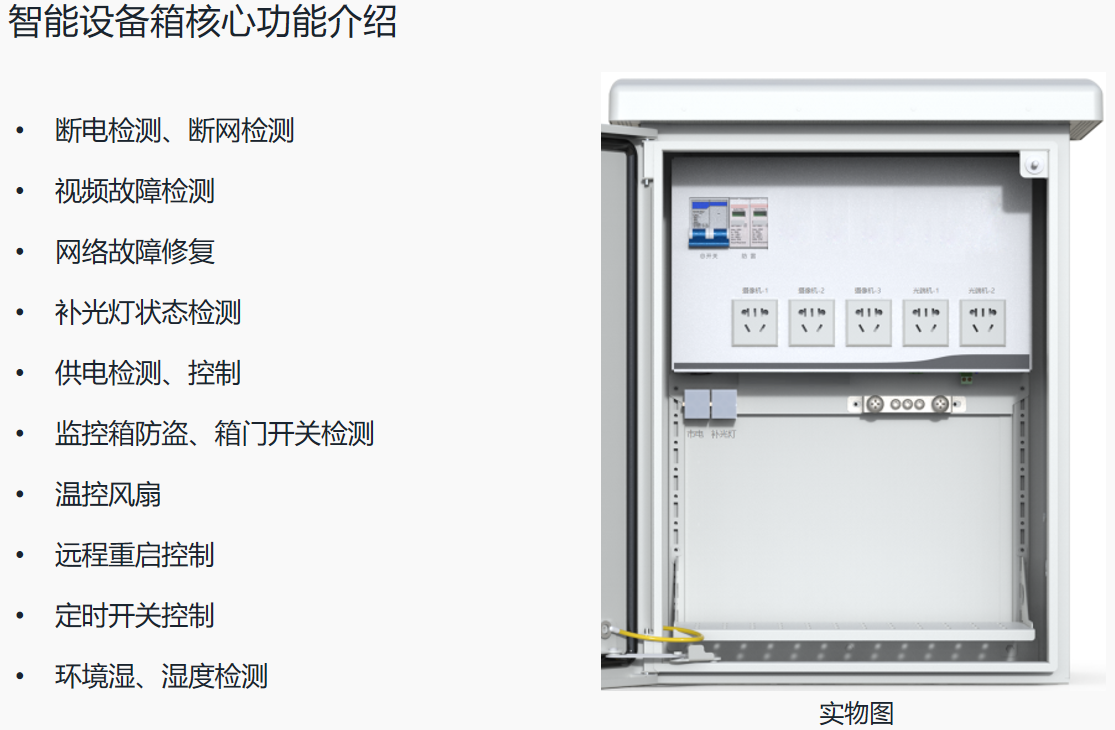 智能设备箱核心功能介绍
• 断电检测、断网检测
• 视频故障检测
• 网络故障修复
• 补光灯状态检测
• 供电检测、控制
• 监控箱防盗、箱门开关检测
• 温控风扇
• 远程重启控制
• 定时开关控制
• 环境湿、湿度检测
总开关
摄像机-1 摄像机-2 摄像机-3 光端机-1 光端机-2
市电 补光灯
实物图